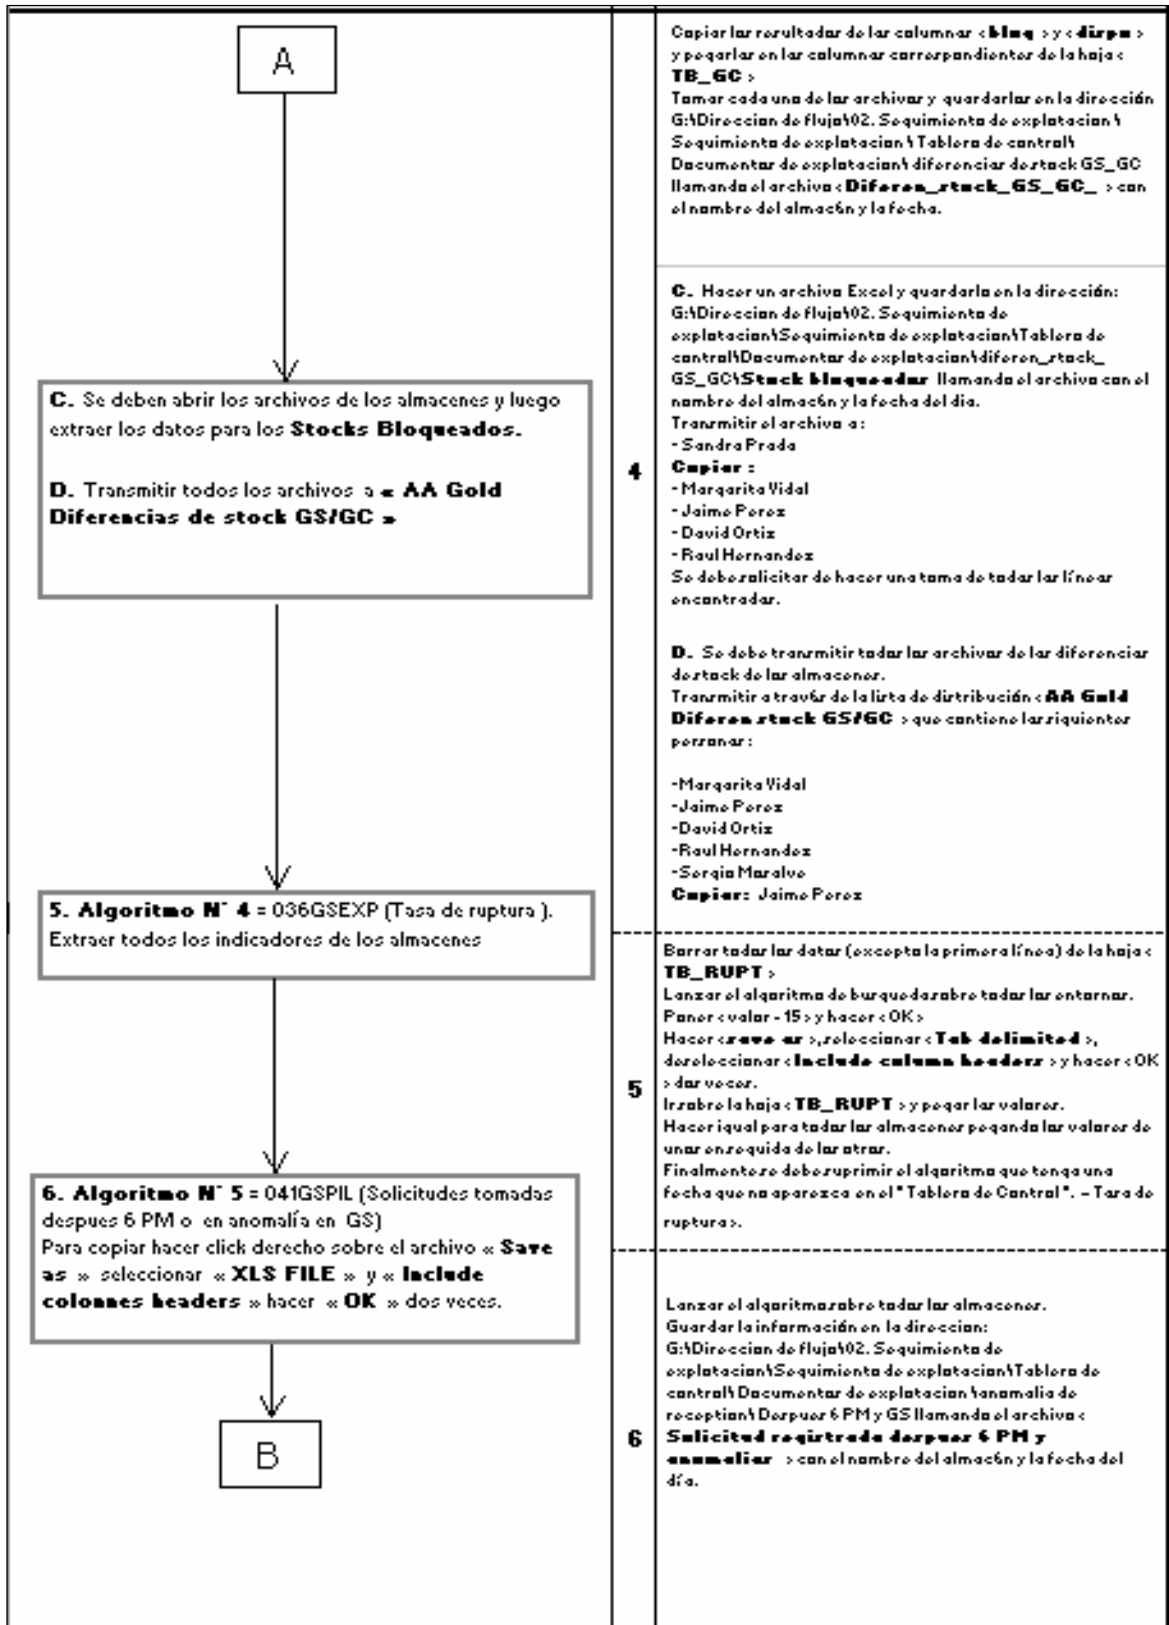 A
C. Se deben abrir los archivos de los almacenes y luego
extraer los datos para los Stocks Bloqueados.
D. Transmitir todos los archivos a « AA Gold
Diferencias de stock GS/GC »
5. Algoritmo N° 4 = 036GSEXP (Tasa de ruptura ).
Extraer todos los indicadores de los almacenes
6. Algoritmo N° 5 = 041GSPIL (Solicitudes tomadas
despues 6 PM o en anomalía en GS)
Para copiar hacer click derecho sobre el archivo « Save
as » seleccionar « XLS FILE » y « Include
colonnes headers » hacer « OK » dos veces.
B
4
Copiar los resultados de las columnas < bloq > y < dispo >
y pegarlas en las columnas correspondientes de la hoja <
TB_GC >
Tomar cada uno de los archivos y guardarlos en la dirección
G:\Direccion de flujo\02. Seguimiento de explotacion \
Seguimiento de explotacion \ Tablero de control\
Documentos de explotacion\ diferencias de stock GS_GC
llamando el archivo < Diferen_stock_GS_GC_ > con
el nombre del almacén y la fecha.
C. Hacer un archivo Excel y guardarlo en la dirección:
G:\Direccion de flujo\02. Seguimiento de
explotacion\Seguimiento de explotacion\Tablero de
control\Documentos de explotacion\diferen_stock_
GS_GC\Stock bloqueados llamando el archivo con el
nombre del almacén y la fecha del dia.
Transmitir el archivo a:
- Sandra Prada
Copiar :
- Margarita Vidal
- Jaime Perez
- David Ortiz
- Raul Hernandez
Se debe solicitar de hacer una toma de todas las líneas
encontradas.
D. Se debe transmitir todos los archivos de las diferencias
de stock de los almacenes.
Transmitir a través de la lista de distribución < AA Gold
Diferen stock GS/GC > que contiene las siguientes
personas :
-Margarita Vidal
-Jaime Perez
-David Ortiz
-Raul Hernandez
-Sergio Maralve
Copiar: Jaime Perez
5
Borrar todos los datos (excepto la primera línea) de la hoja <
TB_RUPT >
Lanzar el algoritmo de busqueda sobre todos los entornos.
Poner < valor - 15 > y hacer < OK >
Hacer < save as >, seleccionar < Tab delimited >,
deseleccionar < Include column headers > y hacer < OK
> dos veces.
Ir sobre la hoja < TB_RUPT > y pegar los valores.
Hacer igual para todos los almacenes pegando los valores de
unos enseguida de los otros.
Finalmente se debe suprimir el algoritmo que tenga una
fecha que no aparezca en el " Tablero de Control ". – Tasa de
ruptura >.
6
Lanzar el algoritmo sobre todos los almacenes.
Guardar la información en la direccion:
G:\Direccion de flujo\02. Seguimiento de
explotacion\Seguimiento de explotacion\Tablero de
control\ Documentos de explotacion \anomalia de
reception\ Despues 6 PM y GS llamando el archivo <
Solicitud registrada despues 6 PM y
anomalias > con el nombre del almacén y la fecha del
día.